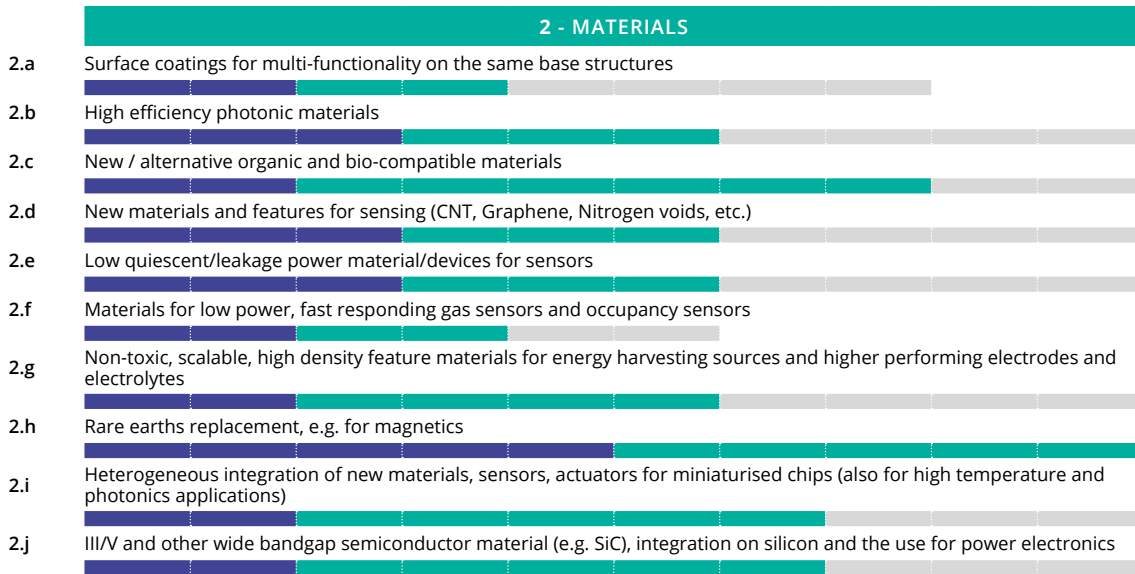 2 - MATERIALS
2.a Surface coatings for multi-functionality on the same base structures
2.b High efficiency photonic materials
2.c New / alternative organic and bio-compatible materials
2.d New materials and features for sensing (CNT, Graphene, Nitrogen voids, etc.)
2.e Low quiescent/leakage power material/devices for sensors
2.f Materials for low power, fast responding gas sensors and occupancy sensors
2.g Non-toxic, scalable, high density feature materials for energy harvesting sources and higher performing electrodes and
electrolytes
2.h Rare earths replacement, e.g. for magnetics
2.i Heterogeneous integration of new materials, sensors, actuators for miniaturised chips (also for high temperature and
photonics applications)
2.j III/V and other wide bandgap semiconductor material (e.g. SiC), integration on silicon and the use for power electronics